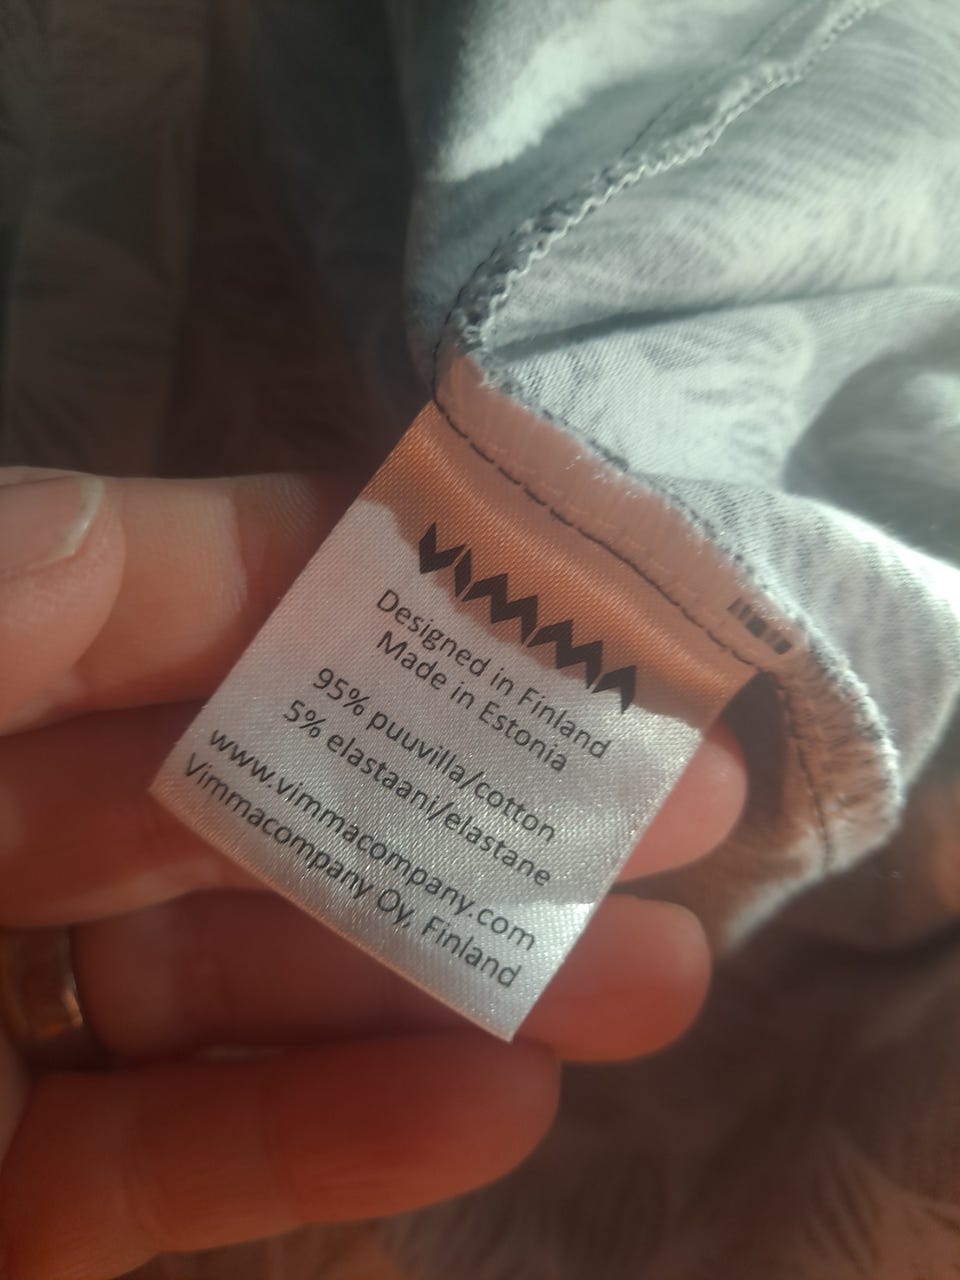 VIMMA
Designed in Finland
Made in Estonia
95% puuvilla/cotton
5% elastaani/elastane
www.vimmacompany.com
Vimmacompany Oy, Finland